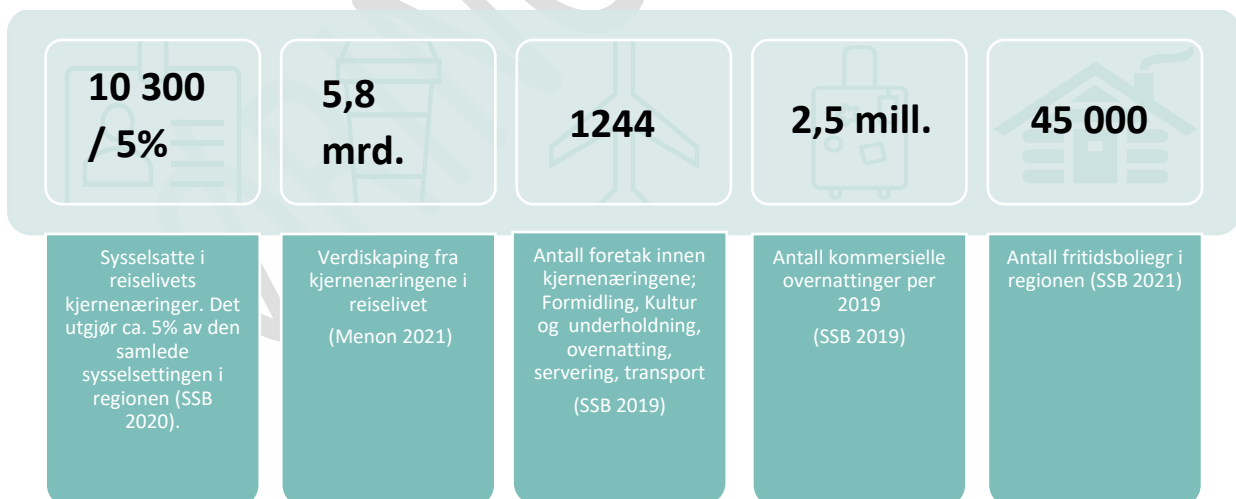 10 300
/ 5%
5,8
mrd.
1244
2,5 mill.
45 000
Sysselsatte i
reiselivets
kjernenæringer. Det
utgjør ca. 5% av den
samlede
sysselsettingen i
regionen (SSB
2020).
Verdiskaping fra
kjernenæringene i
reiselivet
(Menon 2021)
Antall foretak innen
kjernenæringene;
Formidling, Kultur
og underholdning,
overnatting,
servering, transport
(SSB 2019)
Antall kommersielle
overnattinger per
2019
(SSB 2019)
Antall fritidsboliegr i
regionen (SSB 2021)